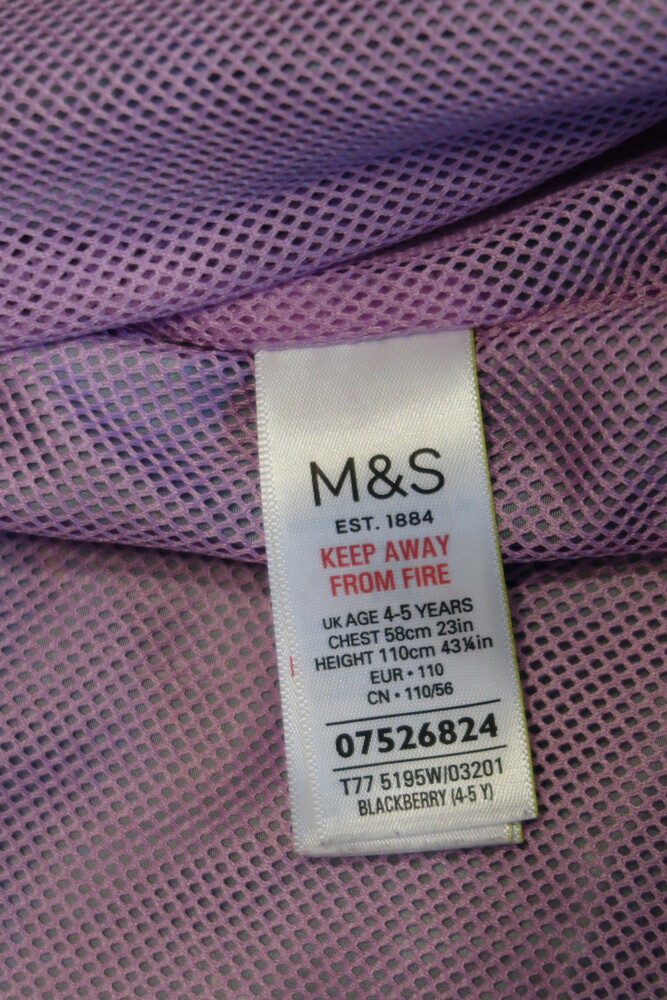 M&S
EST. 1884
KEEP AWAY
FROM FIRE
UK AGE 4-5 YEARS
CHEST 58cm 23in
HEIGHT 110cm 43¼in
EUR • 110
CN • 110/56
07526824
T77 5195W/03201
BLACKBERRY (4-5 Y)